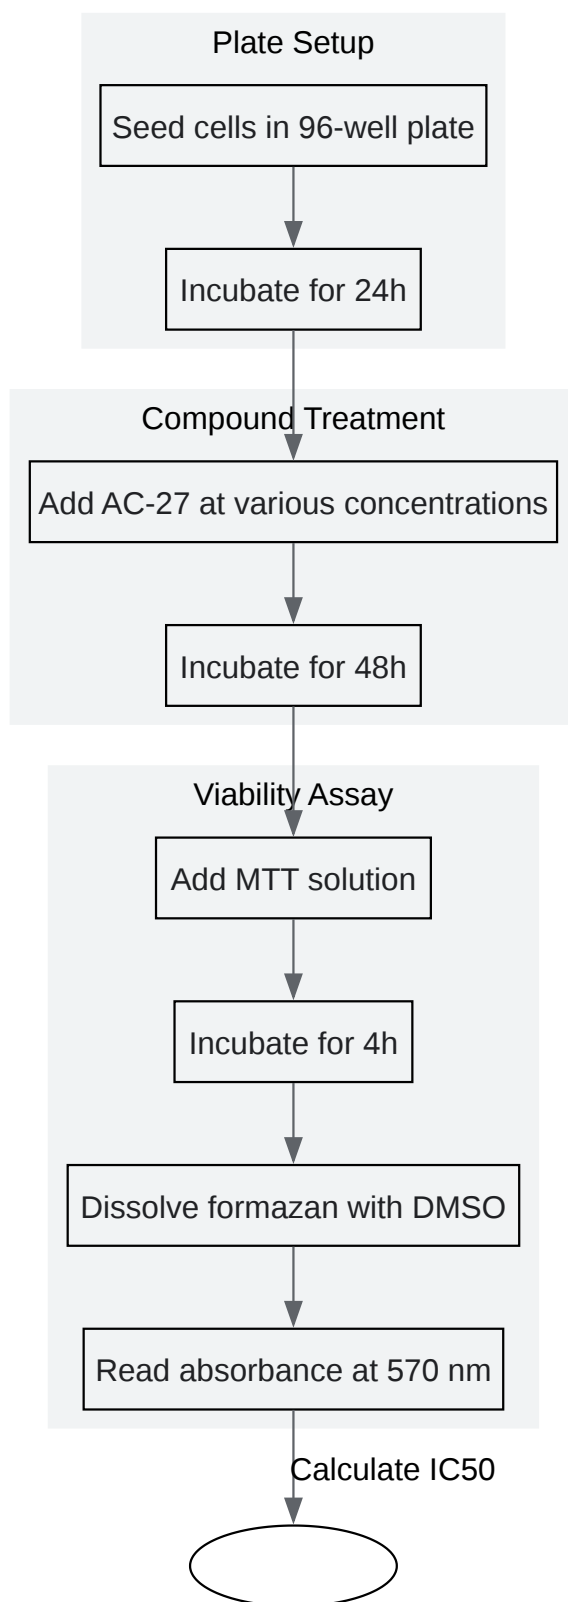 Plate Setup
Seed cells in 96-well plate
Incubate for 24h
Compound Treatment
Add AC-27 at various concentrations
Incubate for 48h
Viability Assay
Add MTT solution
Incubate for 4h
Dissolve formazan with DMSO
Read absorbance at 570 nm
Calculate IC50